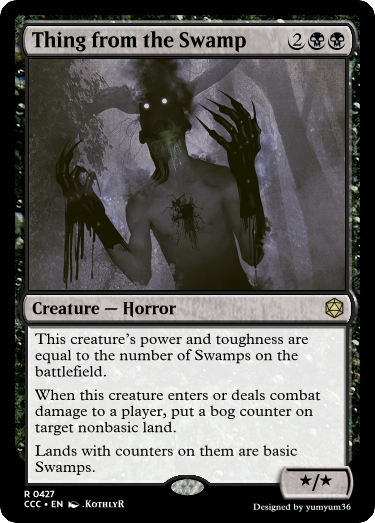 Thing from the Swamp 2
Creature — Horror
This creature's power and toughness are
equal to the number of Swamps on the
battlefield.
When this creature enters or deals combat
damage to a player, put a bog counter on
target nonbasic land.
Lands with counters on them are basic
Swamps.
★/★
R 0427
CCC • EN .KothlyR
Designed by yumyum36